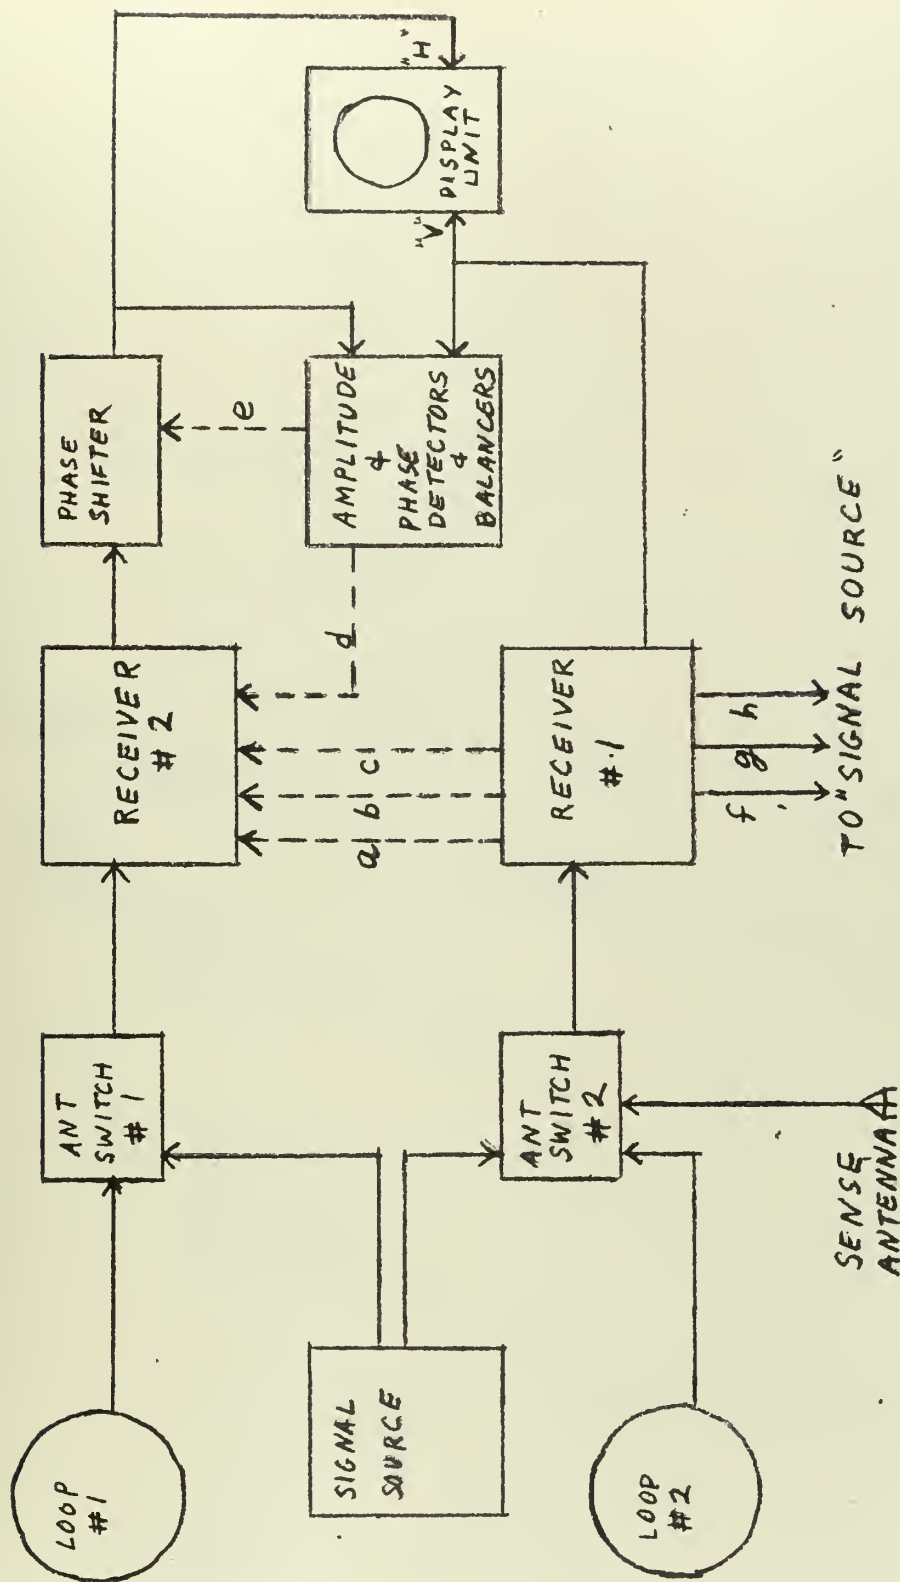 LOOP
#1
ANT
SWITCH
#1
RECEIVER
#2
PHASE
SHIFTER
SIGNAL
SOURCE
a
b
c
d
e
AMPLITUDE
&
PHASE
DETECTORS
&
BALANCERS
"H"
"V"
DISPLAY
UNIT
LOOP
#2
ANT
SWITCH
#2
RECEIVER
#.1
f
g
h
SENSE
ANTENNA
TO "SIGNAL SOURCE"